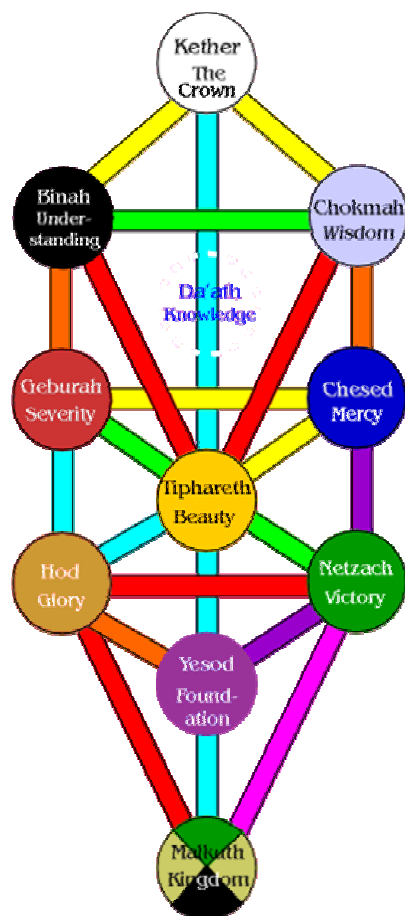 Kether
The
Crown
Binah
Under-
standing
Chokmah
Wisdom
Da'ath
Knowledge
Geburah
Severity
Chesed
Mercy
Tiphareth
Beauty
Hod
Glory
Netzach
Victory
Yesod
Found-
ation
Malkuth
Kingdom